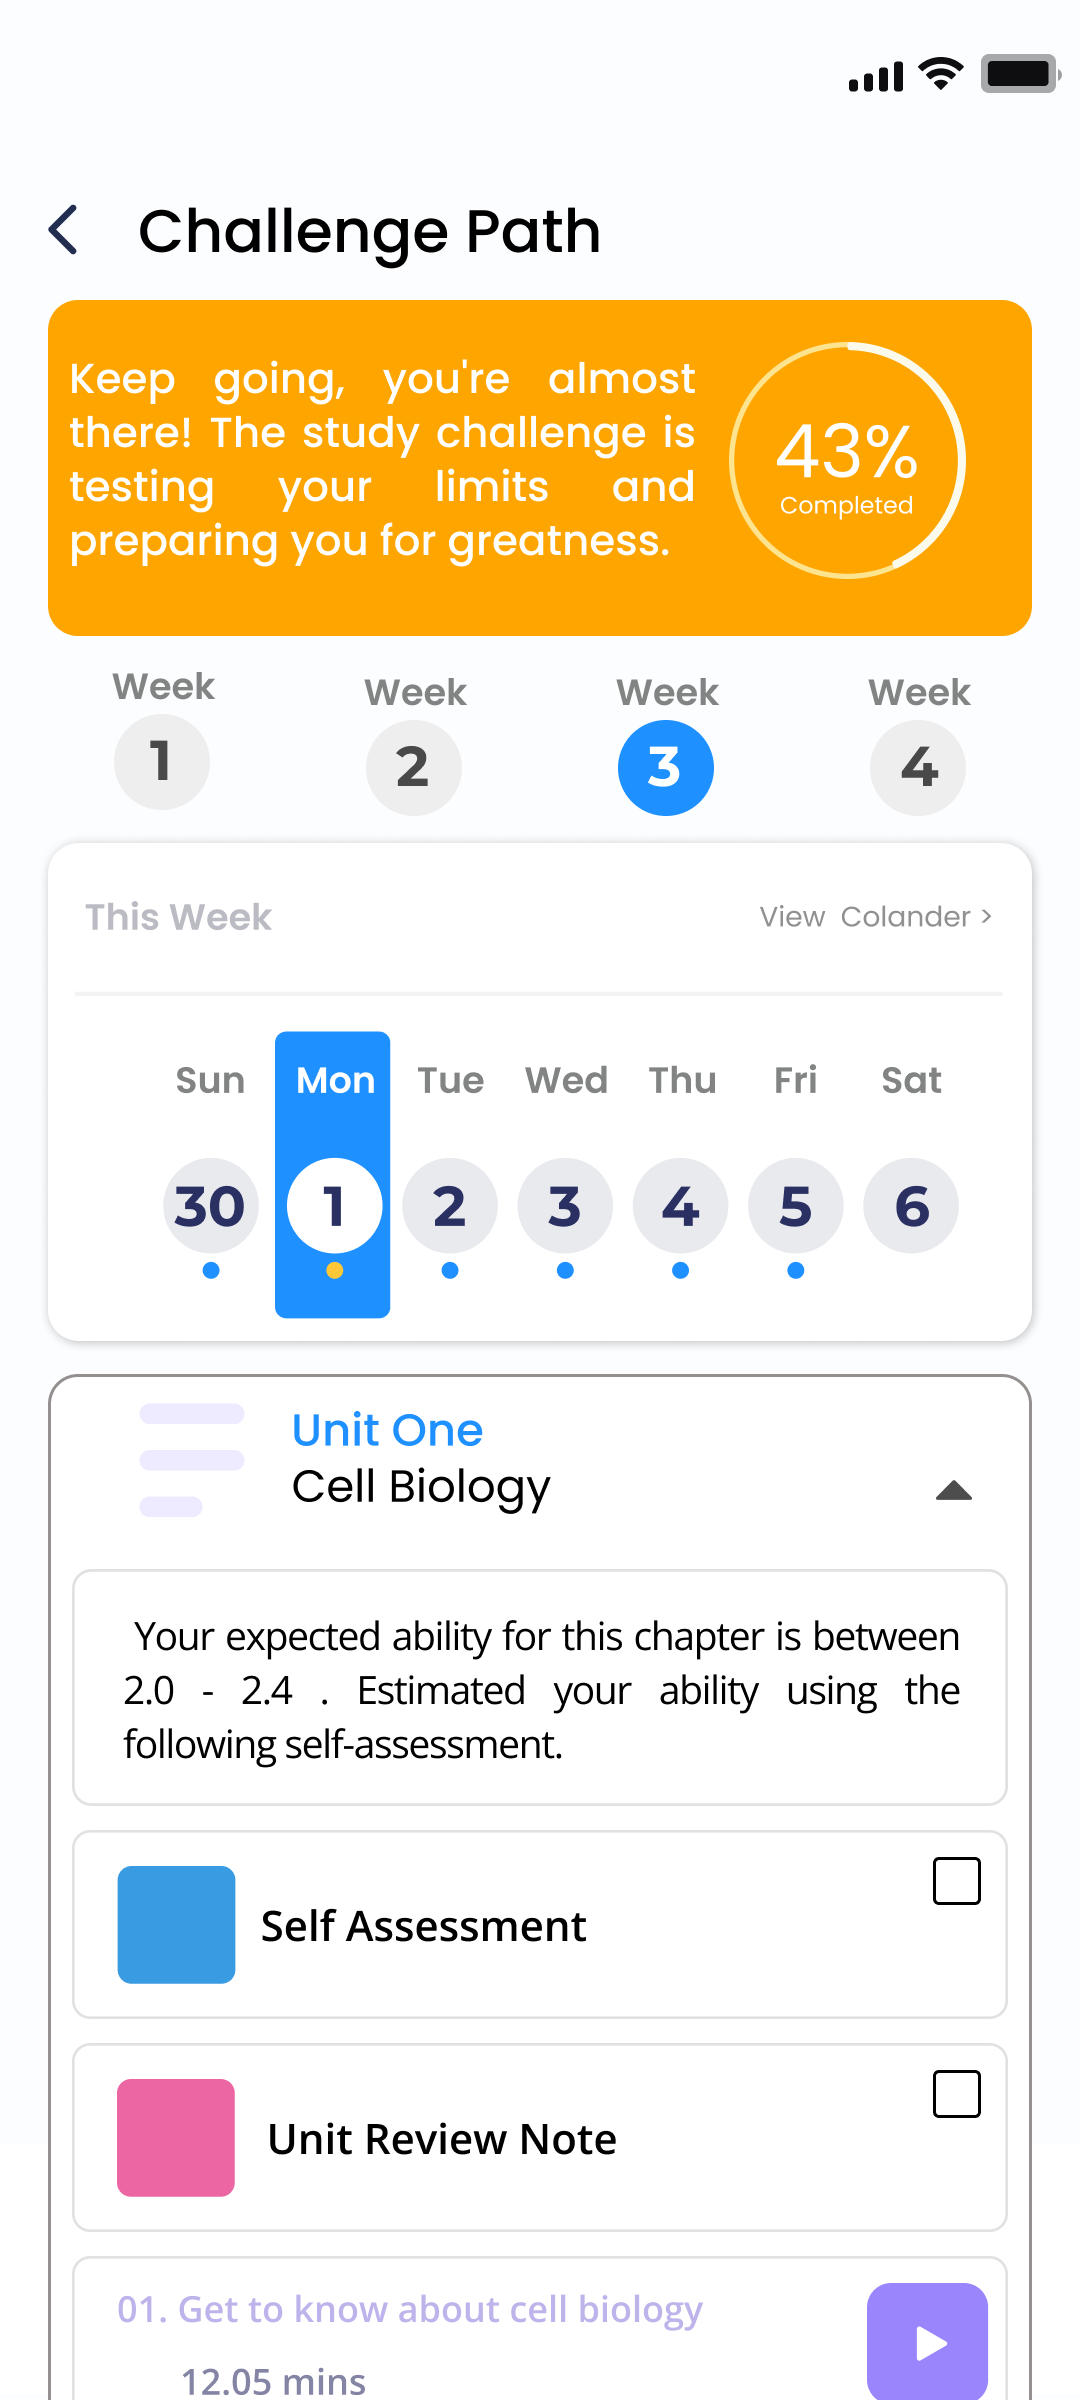 Challenge Path
Keep going, you're almost
there! The study challenge is
testing your limits and
preparing you for greatness.
43%
Completed
Week Week Week Week
1 2 3 4
This Week View Colander >
Sun Mon Tue Wed Thu Fri Sat
30 1 2 3 4 5 6
Unit One
Cell Biology
Your expected ability for this chapter is between
2.0 - 2.4 . Estimated your ability using the
following self-assessment.
Self Assessment
Unit Review Note
01. Get to know about cell biology
12.05 mins